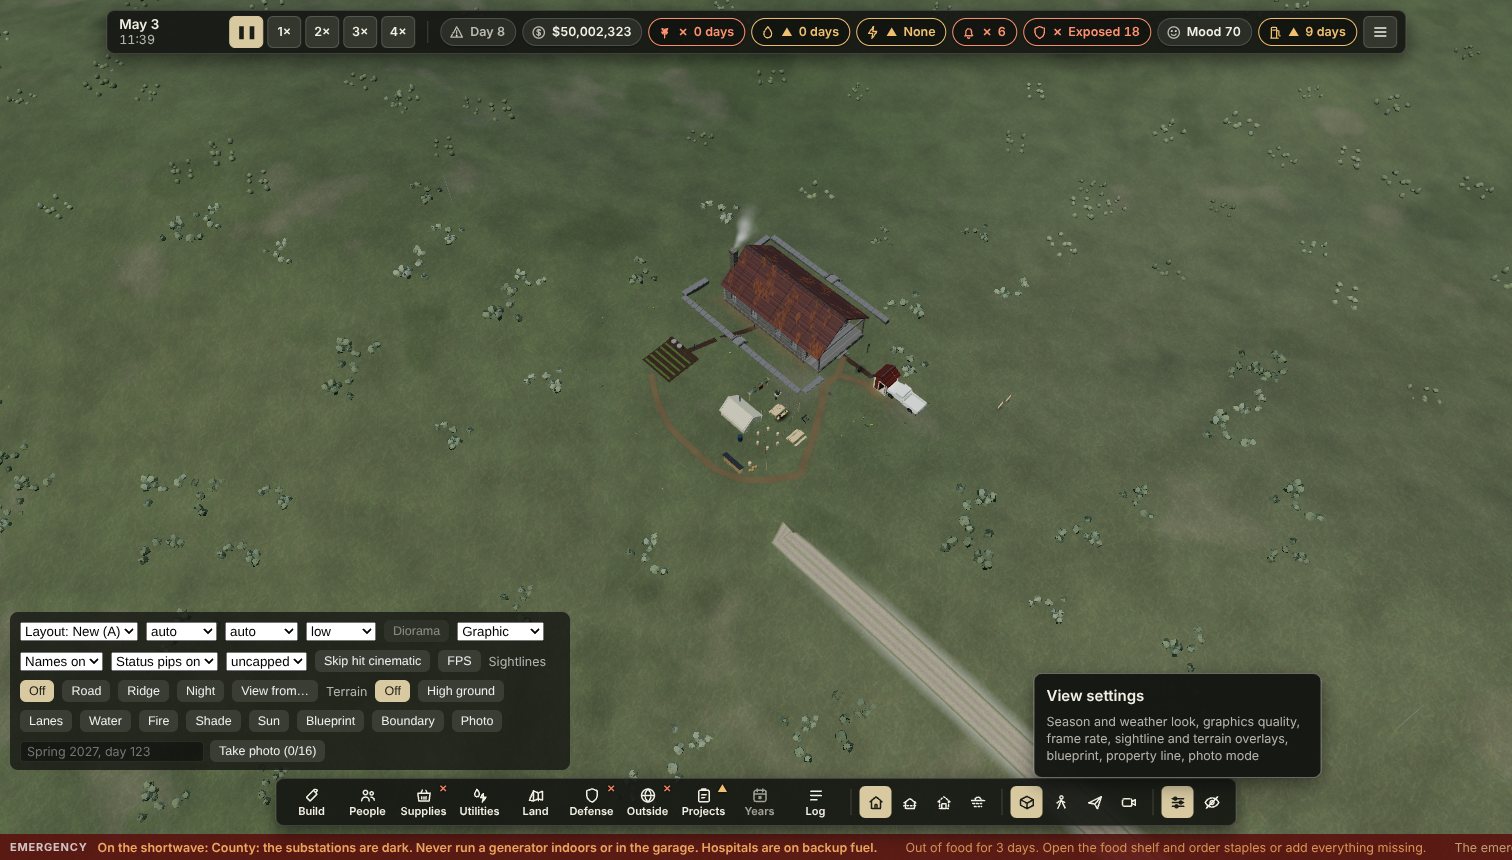 May 3
11:39
1×
2×
3×
4×
Day 8
$50,002,323
× 0 days
0 days
None
× 6
× Exposed 18
Mood 70
9 days
Layout: New (A)
auto
auto
low
Diorama
Graphic
Names on
Status pips on
uncapped
Skip hit cinematic
FPS
Sightlines
Off
Road
Ridge
Night
View from…
Terrain
Off
High ground
Lanes
Water
Fire
Shade
Sun
Blueprint
Boundary
Photo
Spring 2027, day 123
Take photo (0/16)
View settings
Season and weather look, graphics quality,
frame rate, sightline and terrain overlays,
blueprint, property line, photo mode
Build
People
Supplies
Utilities
Land
Defense
Outside
Projects
Years
Log
EMERGENCY
On the shortwave: County: the substations are dark. Never run a generator indoors or in the garage. Hospitals are on backup fuel.
Out of food for 3 days. Open the food shelf and order staples or add everything missing.
The emer